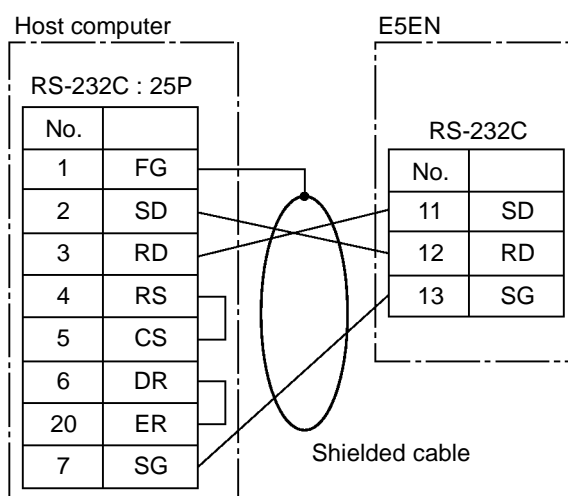 Host computer
E5EN
RS-232C : 25P
No.
1 FG
2 SD
3 RD
4 RS
5 CS
6 DR
20 ER
7 SG
RS-232C
No.
11 SD
12 RD
13 SG
Shielded cable